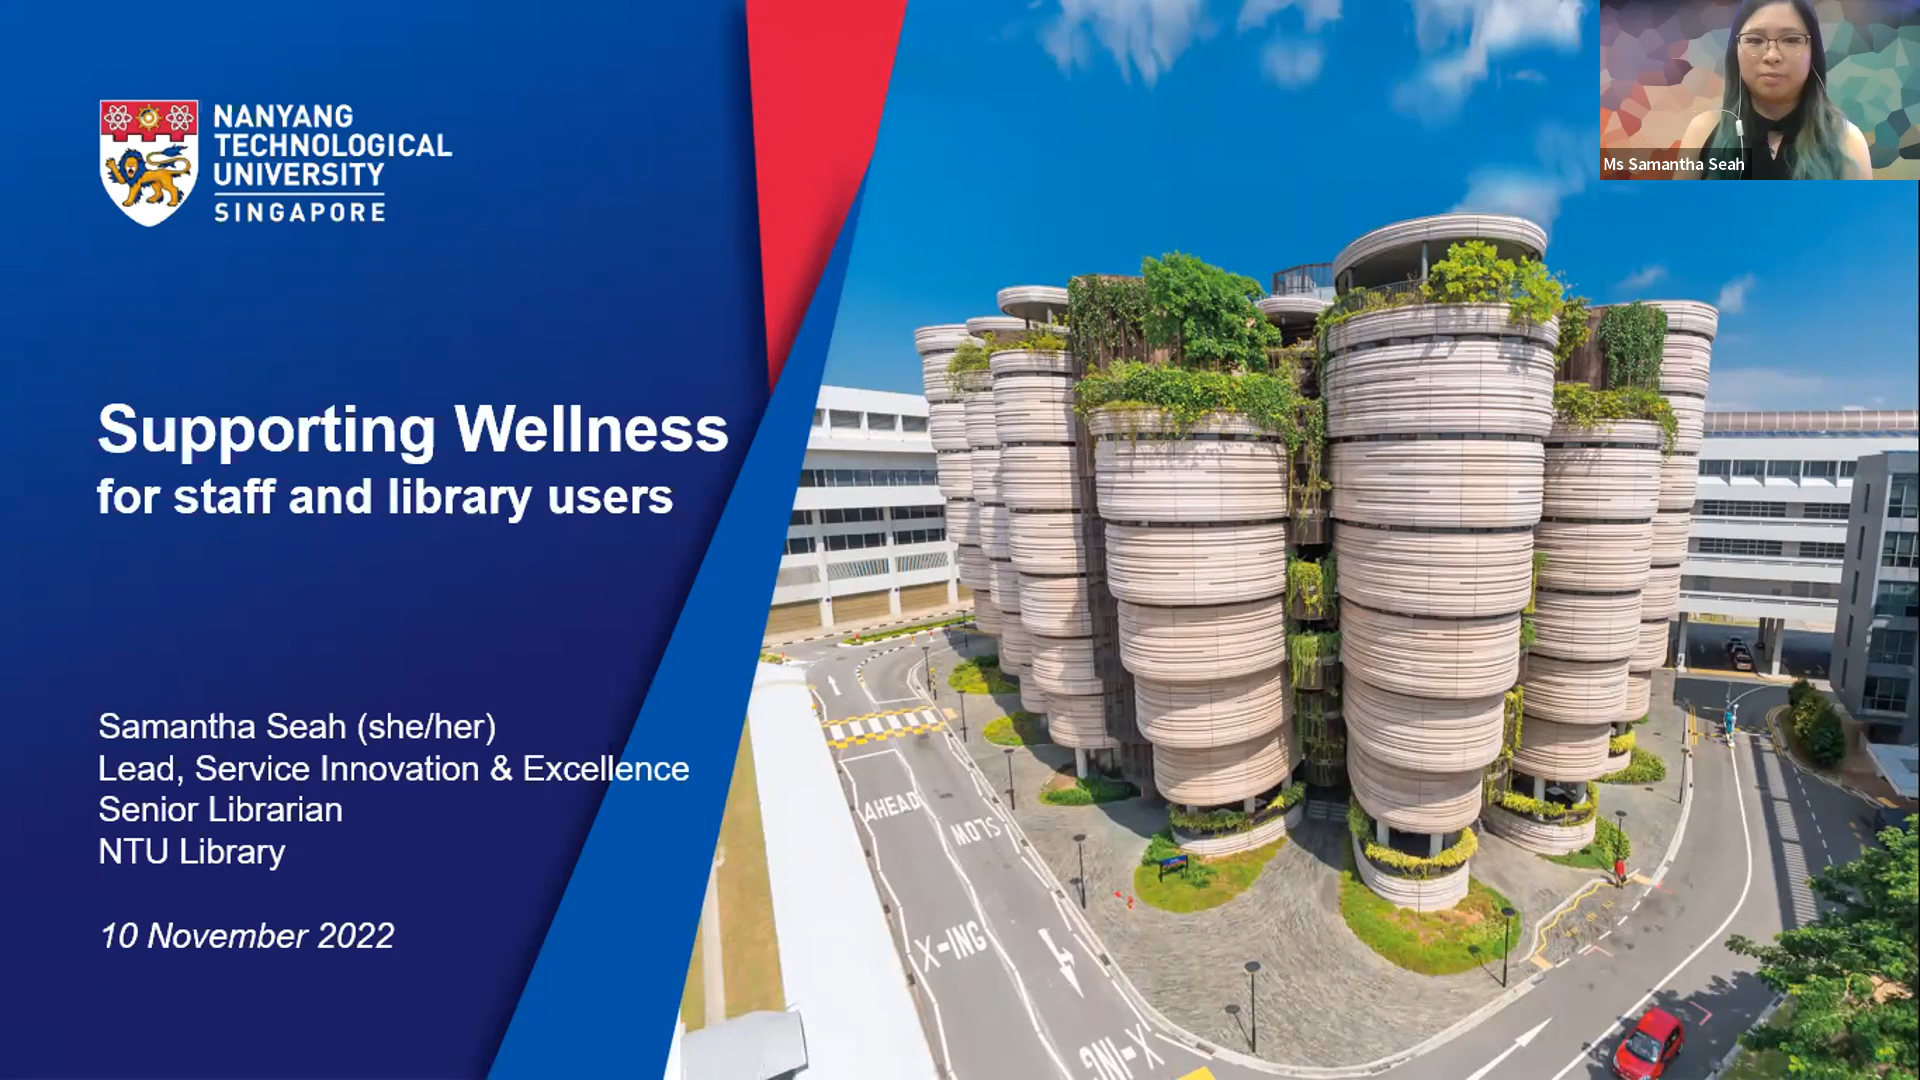 NANYANG
TECHNOLOGICAL
UNIVERSITY
SINGAPORE
Ms Samantha Seah
Supporting Wellness
for staff and library users
Samantha Seah (she/her)
Lead, Service Innovation & Excellence
Senior Librarian
NTU Library
10 November 2022
AHEAD
SLOW
X-ING
X-ING